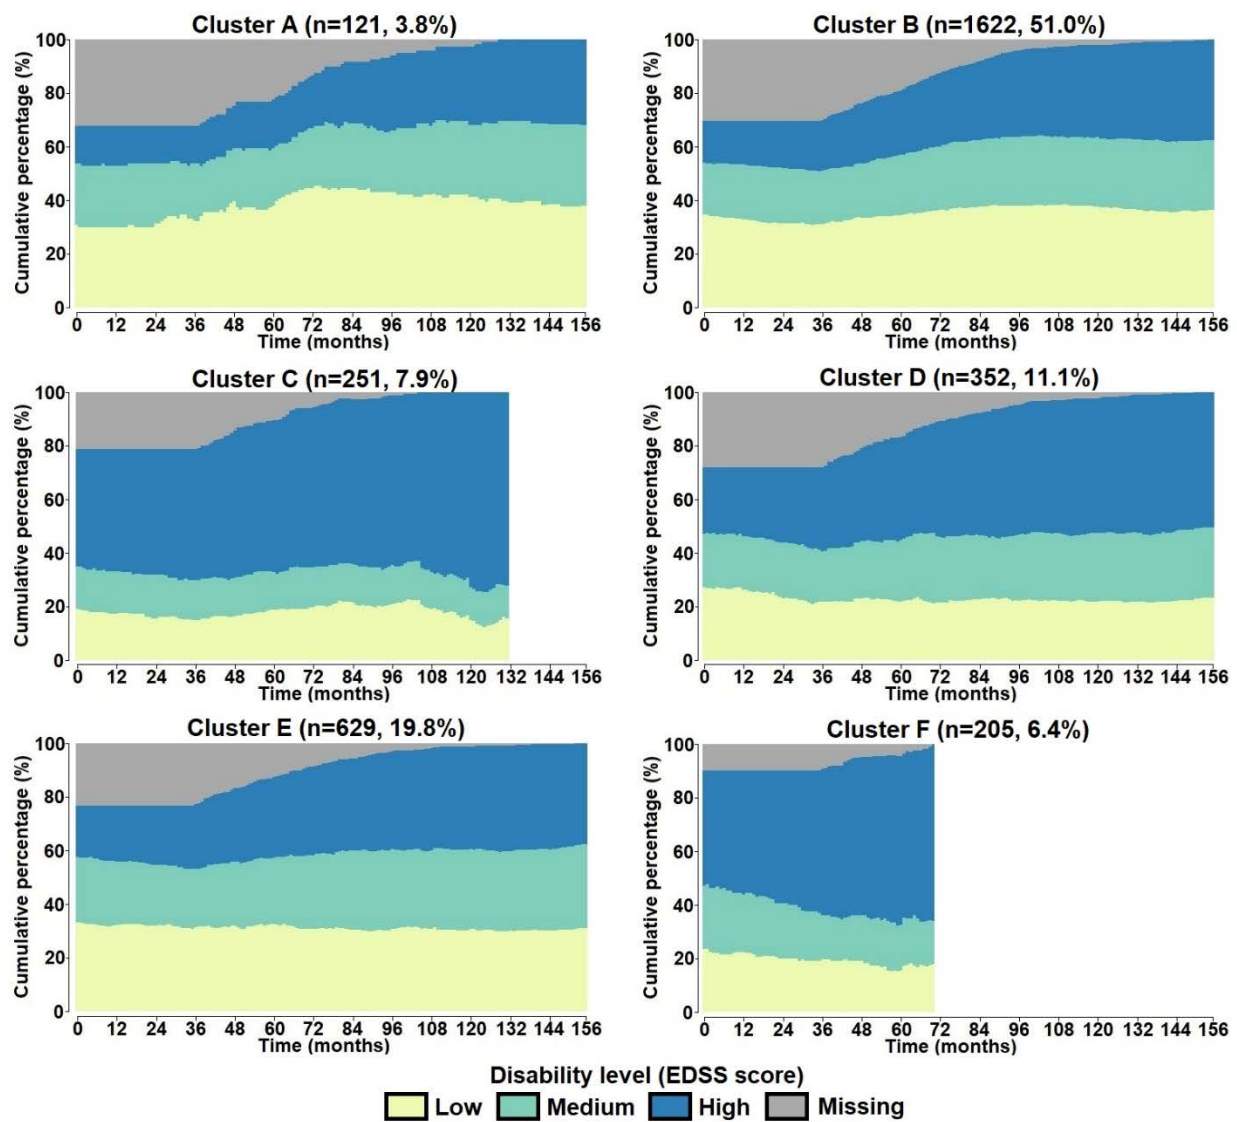 Cluster A (n=121, 3.8%)
Cumulative percentage (%)
100
80
60
40
20
0
0 12 24 36 48 60 72 84 96 108 120 132 144 156
Time (months)
Cluster B (n=1622, 51.0%)
Cumulative percentage (%)
100
80
60
40
20
0
0 12 24 36 48 60 72 84 96 108 120 132 144 156
Time (months)
Cluster C (n=251, 7.9%)
Cumulative percentage (%)
100
80
60
40
20
0
0 12 24 36 48 60 72 84 96 108 120 132 144 156
Time (months)
Cluster D (n=352, 11.1%)
Cumulative percentage (%)
100
80
60
40
20
0
0 12 24 36 48 60 72 84 96 108 120 132 144 156
Time (months)
Cluster E (n=629, 19.8%)
Cumulative percentage (%)
100
80
60
40
20
0
0 12 24 36 48 60 72 84 96 108 120 132 144 156
Time (months)
Cluster F (n=205, 6.4%)
Cumulative percentage (%)
100
80
60
40
20
0
0 12 24 36 48 60 72 84 96 108 120 132 144 156
Time (months)
Disability level (EDSS score)
Low Medium High Missing